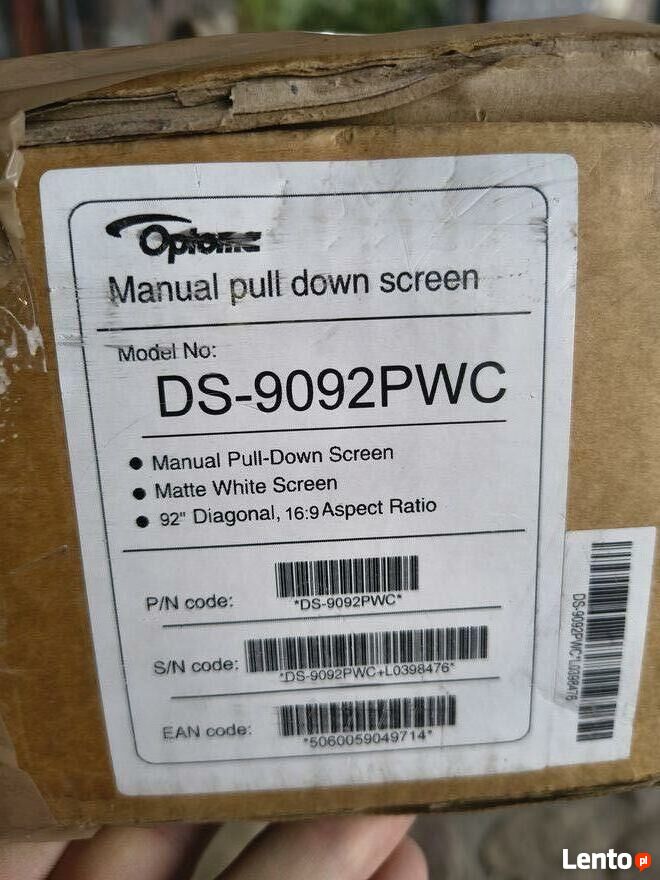 Optoma
Manual pull down screen
Model No:
DS-9092PWC
● Manual Pull-Down Screen
● Matte White Screen
● 92" Diagonal, 16:9 Aspect Ratio
P/N code:
*DS-9092PWC*
S/N code:
*DS-9092PWC+L0398476*
EAN code:
*5060059049714*
DS-9092PWC*L0398476
Lento pl